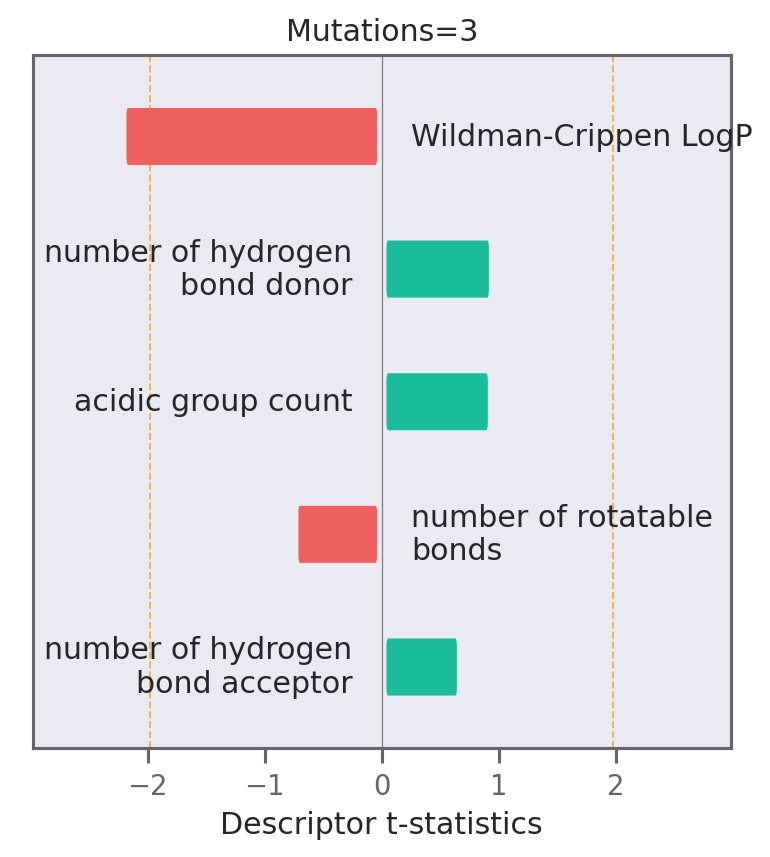 Mutations=3
Wildman-Crippen LogP
number of hydrogen
bond donor
acidic group count
number of rotatable
bonds
number of hydrogen
bond acceptor
−2 −1 0 1 2
Descriptor t-statistics